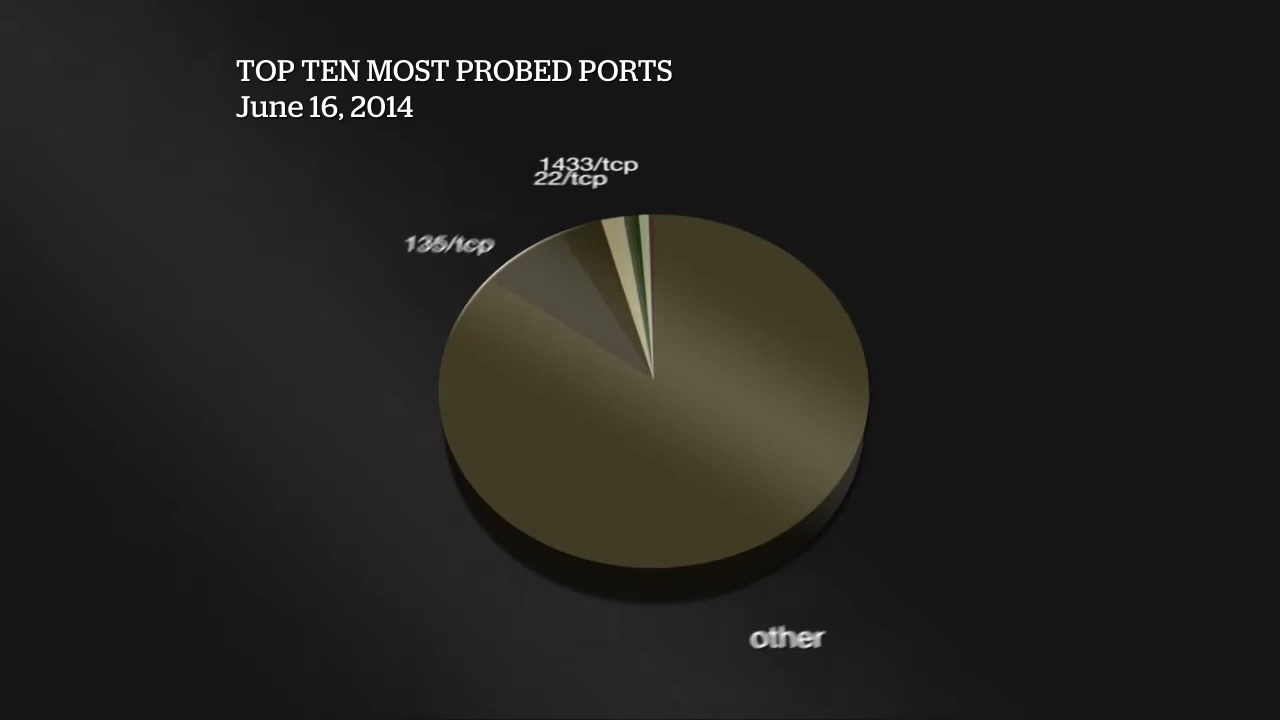 TOP TEN MOST PROBED PORTS
June 16, 2014
1433/tcp
22/tcp
135/tcp
other